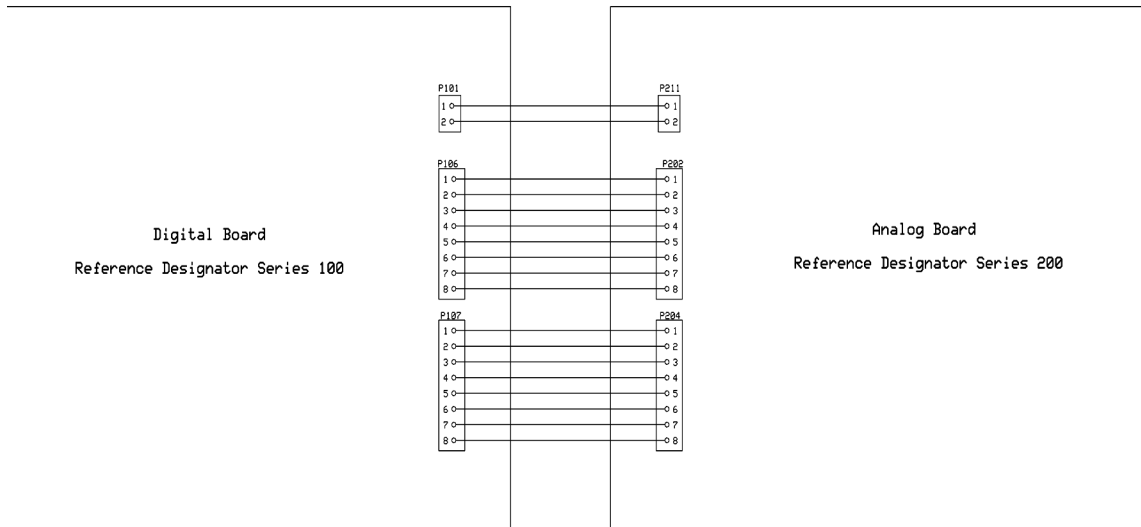 P101 P211
1 1
2 2
P106 P202
1 1
2 2
3 3
4 4
5 5
6 6
7 7
8 8
Digital Board
Reference Designator Series 100
Analog Board
Reference Designator Series 200
P107 P204
1 1
2 2
3 3
4 4
5 5
6 6
7 7
8 8